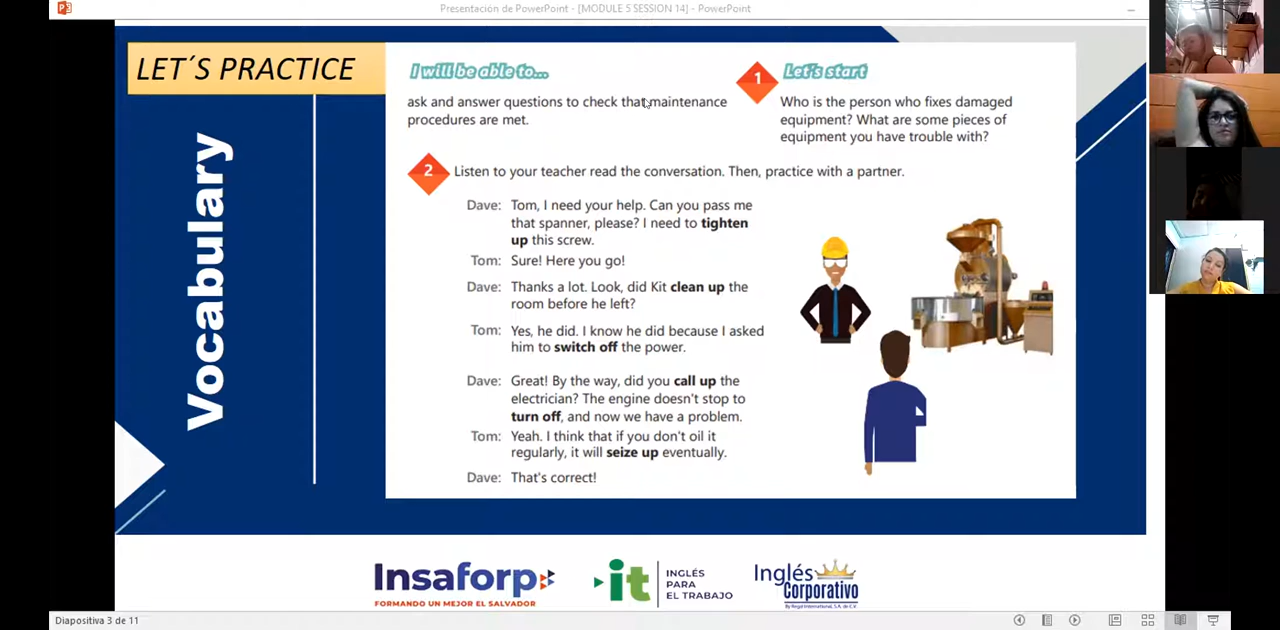 Presentación de PowerPoint - [MODULE 5 SESSION 14] - PowerPoint
LET´S PRACTICE
Vocabulary
I will be able to...
ask and answer questions to check that maintenance
procedures are met.
1
Let's start
Who is the person who fixes damaged
equipment? What are some pieces of
equipment you have trouble with?
2
Listen to your teacher read the conversation. Then, practice with a partner.
Dave: Tom, I need your help. Can you pass me
that spanner, please? I need to tighten
up this screw.
Tom: Sure! Here you go!
Dave: Thanks a lot. Look, did Kit clean up the
room before he left?
Tom: Yes, he did. I know he did because I asked
him to switch off the power.
Dave: Great! By the way, did you call up the
electrician? The engine doesn't stop to
turn off, and now we have a problem.
Tom: Yeah. I think that if you don't oil it
regularly, it will seize up eventually.
Dave: That's correct!
Insaforp
FORMANDO UN MEJOR EL SALVADOR
it
INGLÉS
PARA
EL TRABAJO
Inglés
Corporativo
By Regal International, S.A. de C.V.
Diapositiva 3 de 11